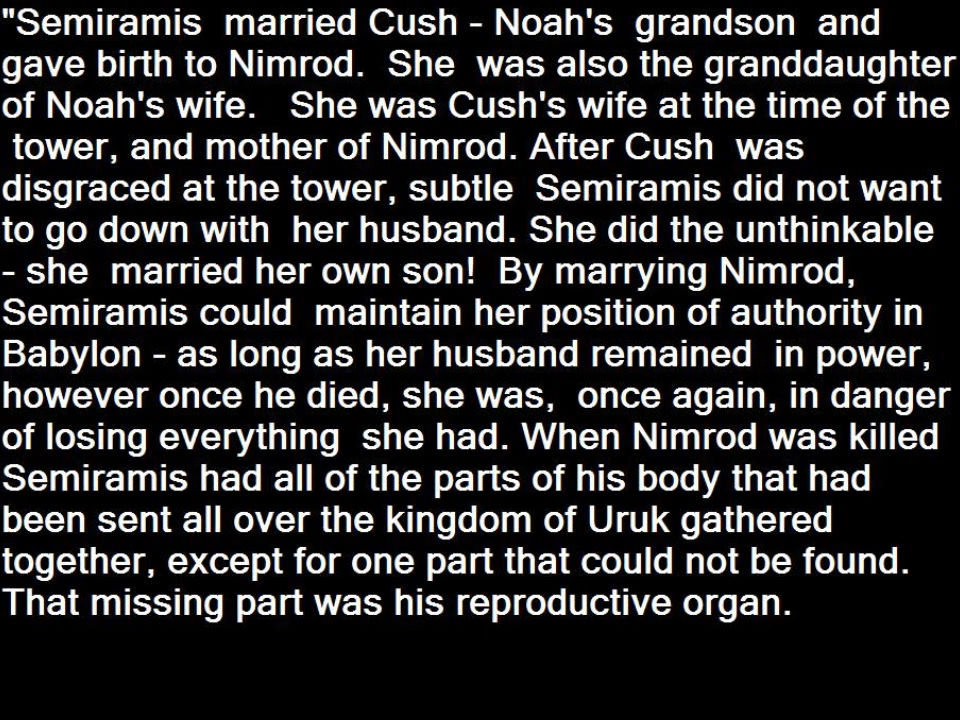 "Semiramis  married Cush - Noah's  grandson  and
gave birth to Nimrod.  She  was also the granddaughter
of Noah's wife.   She was Cush's wife at the time of the
 tower, and mother of Nimrod. After Cush  was
disgraced at the tower, subtle  Semiramis did not want
to go down with  her husband. She did the unthinkable
- she  married her own son!  By marrying Nimrod,
Semiramis could  maintain her position of authority in
Babylon - as long as her husband remained  in power,
however once he died, she was,  once again, in danger
of losing everything  she had. When Nimrod was killed
Semiramis had all of the parts of his body that had
been sent all over the kingdom of Uruk gathered
together, except for one part that could not be found.
That missing part was his reproductive organ.